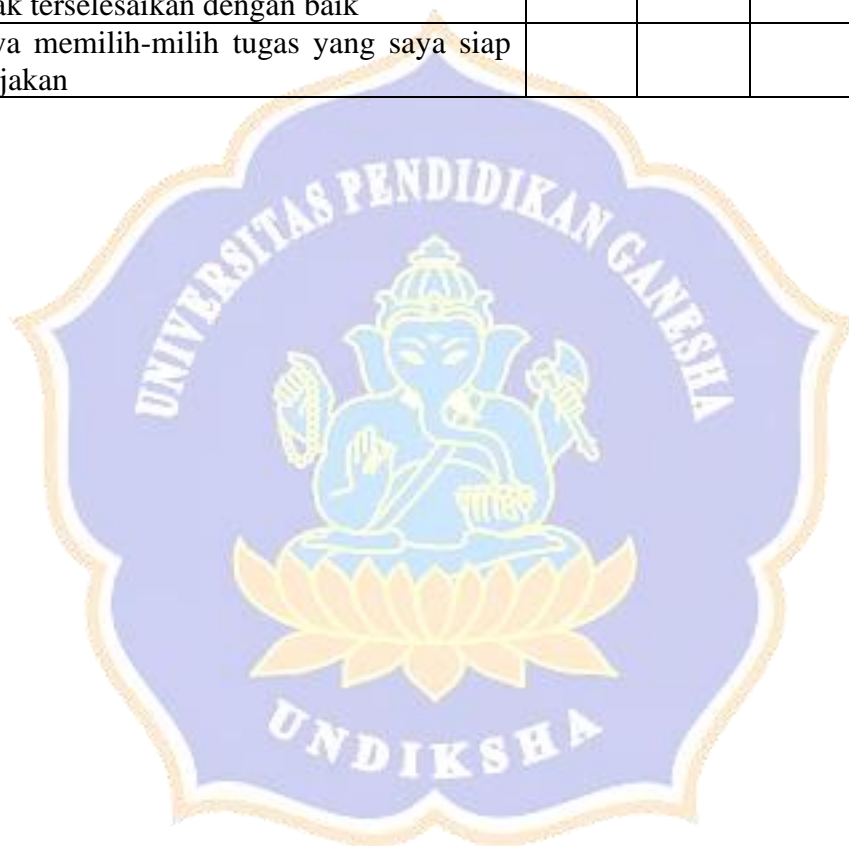 ak terselesaikan dengan baik
ya memilih-milih tugas yang saya siap
jakan
UNIVERSITAS PENDIDIKAN GANESHA
UNDIKSHA